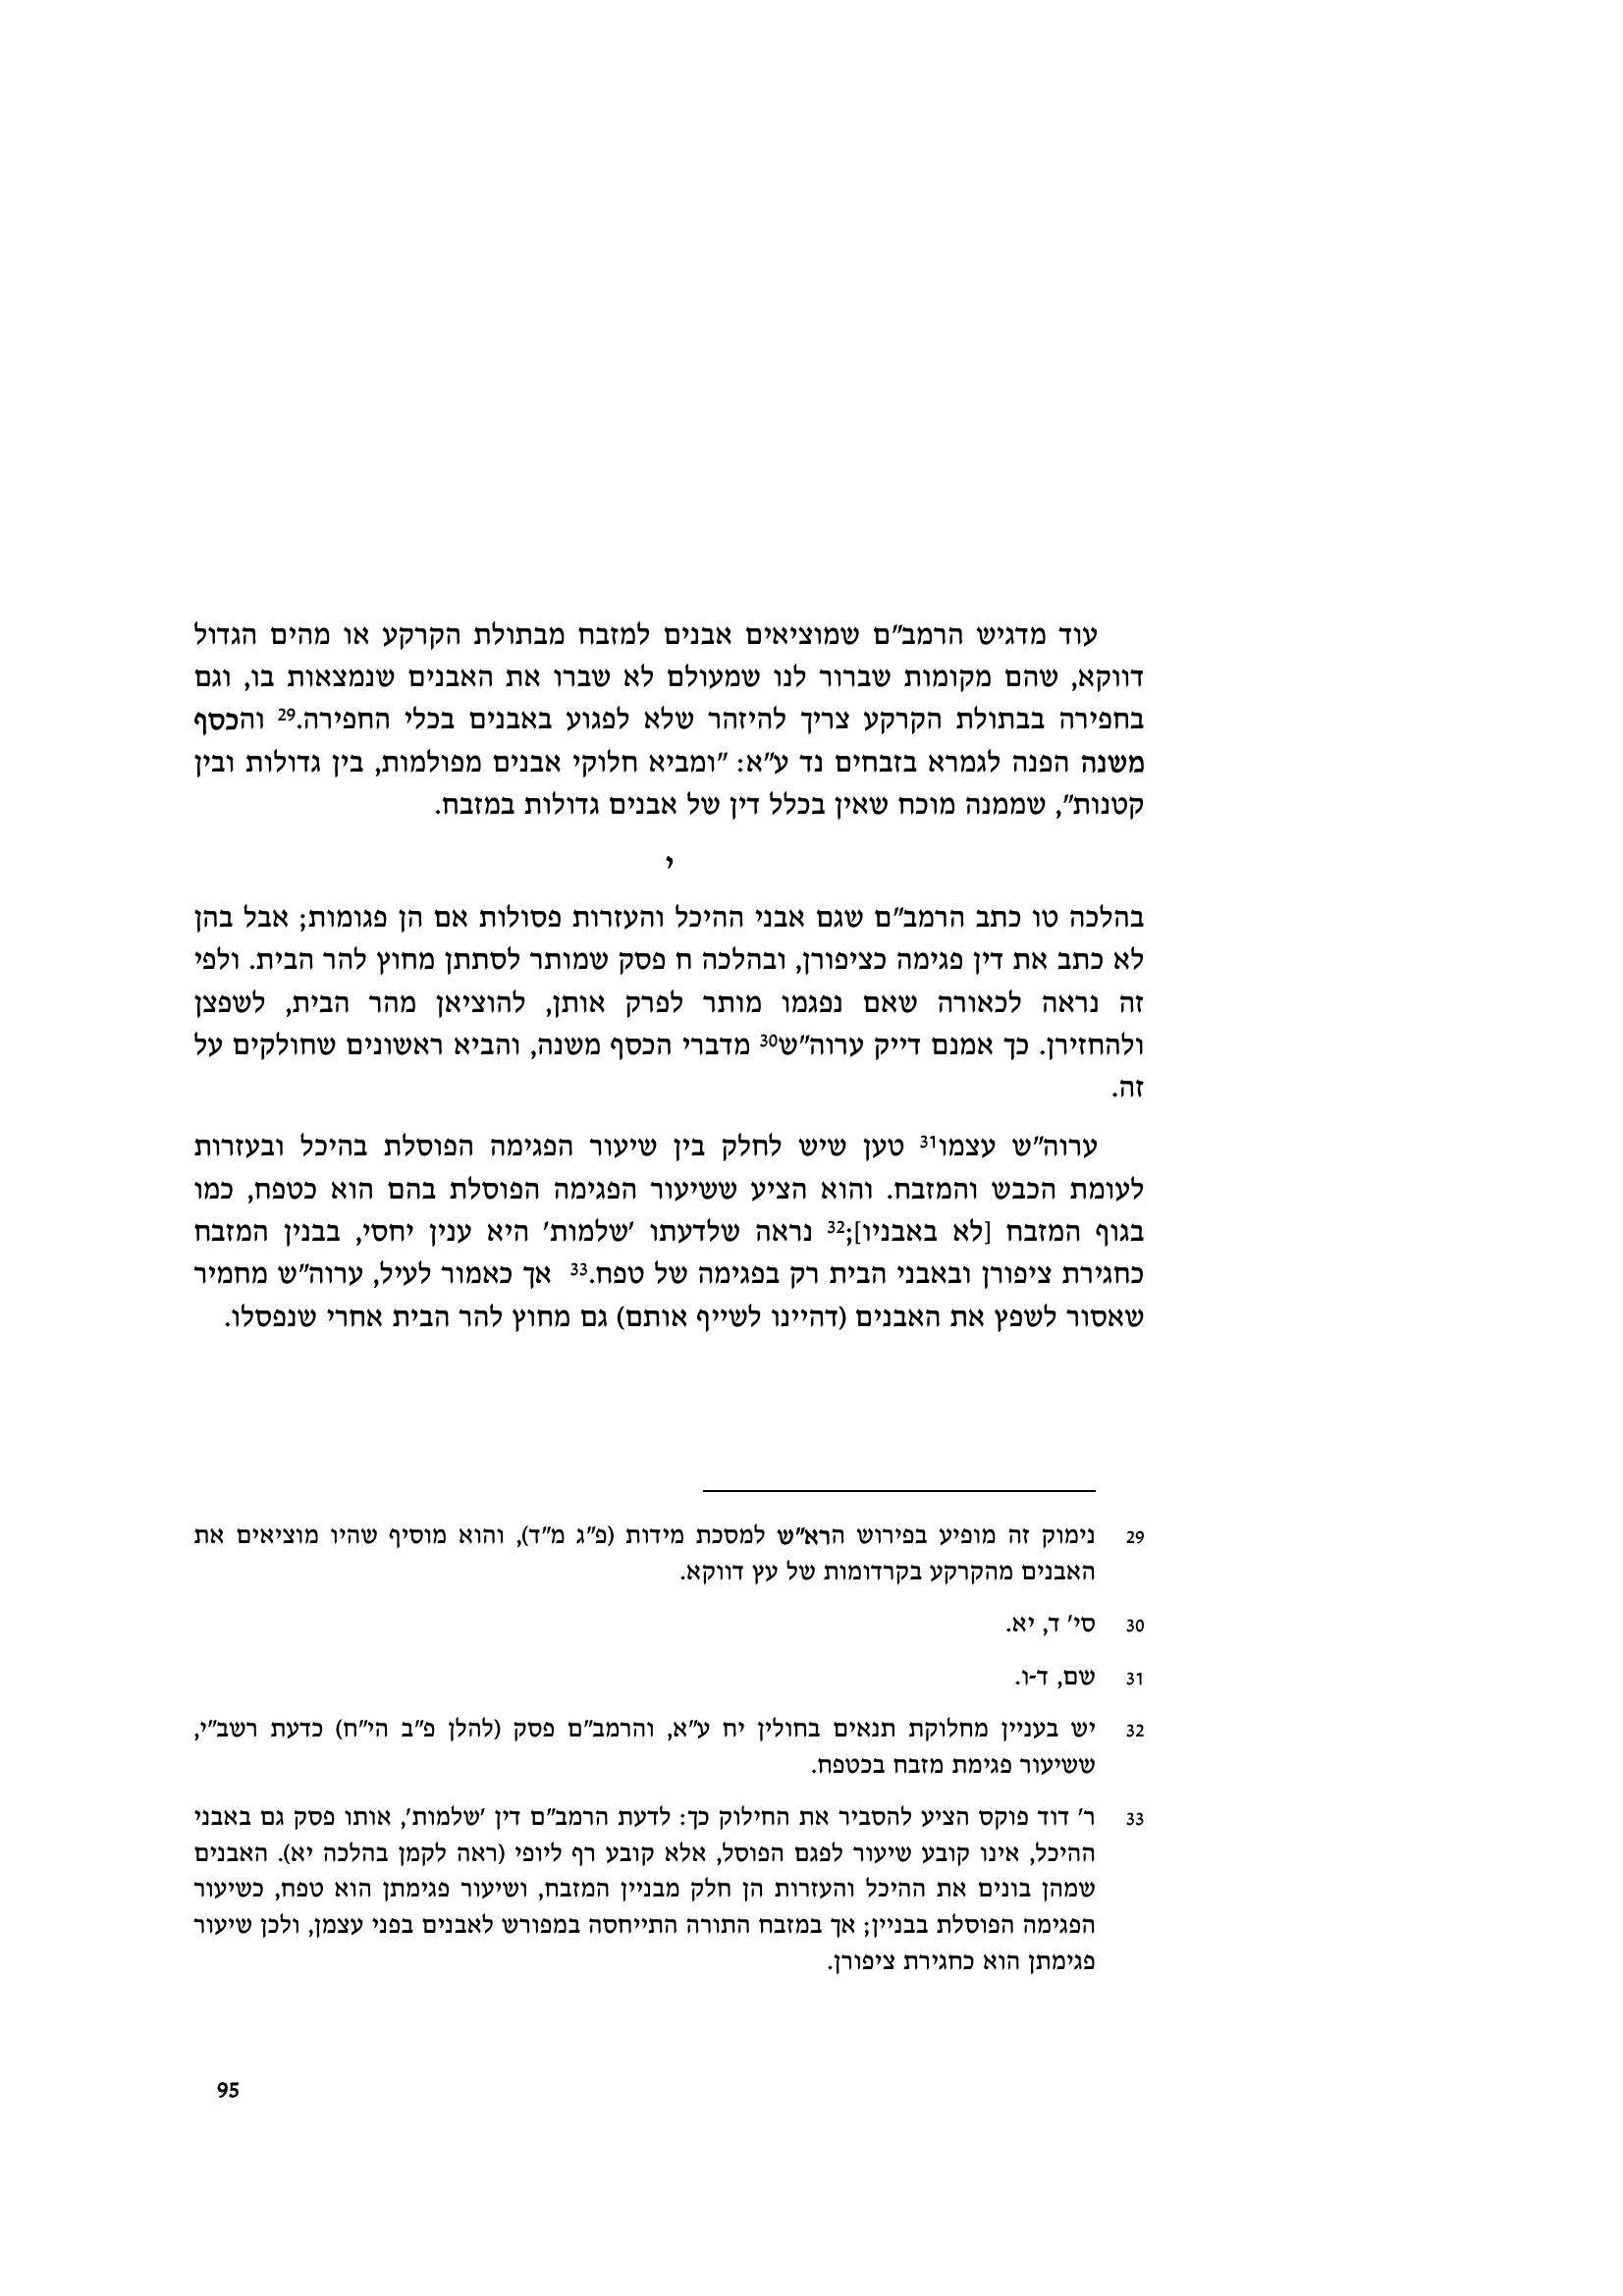 עוד מדגיש הרמב"ם שמוציאים אבנים למזבח מבתולת הקרקע או מהים הגדול
דווקא, שהם מקומות שברור לנו שמעולם לא שברו את האבנים שנמצאות בו, וגם
בחפירה בבתולת הקרקע צריך להיזהר שלא לפגוע באבנים בכלי החפירה.29 והכסף
משנה הפנה לגמרא בזבחים נד ע"א: "ומביא חלוקי אבנים מפולמות, בין גדולות ובין
קטנות", שממנה מוכח שאין בכלל דין של אבנים גדולות במזבח.
י
בהלכה טו כתב הרמב"ם שגם אבני ההיכל והעזרות פסולות אם הן פגומות; אבל בהן
לא כתב את דין פגימה כציפורן, ובהלכה ח פסק שמותר לסתתן מחוץ להר הבית. ולפי
זה נראה לכאורה שאם נפגמו מותר לפרק אותן, להוציאן מהר הבית, לשפצן
ולהחזירן. כך אמנם דייק ערוה"ש30 מדברי הכסף משנה, והביא ראשונים שחולקים על
זה.
ערוה"ש עצמו31 טען שיש לחלק בין שיעור הפגימה הפוסלת בהיכל ובעזרות
לעומת הכבש והמזבח. והוא הציע ששיעור הפגימה הפוסלת בהם הוא כטפח, כמו
בגוף המזבח [לא באבניו];32 נראה שלדעתו 'שלמות' היא ענין יחסי, בבנין המזבח
כחגירת ציפורן ובאבני הבית רק בפגימה של טפח.33 אך כאמור לעיל, ערוה"ש מחמיר
שאסור לשפץ את האבנים (דהיינו לשייף אותם) גם מחוץ להר הבית אחרי שנפסלו.
29 נימוק זה מופיע בפירוש הרא"ש למסכת מידות (פ"ג מ"ד), והוא מוסיף שהיו מוציאים את
האבנים מהקרקע בקרדומות של עץ דווקא.
30 סי' ד, יא.
31 שם, ד-ו.
32 יש בעניין מחלוקת תנאים בחולין יח ע"א, והרמב"ם פסק (להלן פ"ב הי"ח) כדעת רשב"י,
ששיעור פגימת מזבח בכטפח.
33 ר' דוד פוקס הציע להסביר את החילוק כך: לדעת הרמב"ם דין 'שלמות', אותו פסק גם באבני
ההיכל, אינו קובע שיעור לפגם הפוסל, אלא קובע רף ליופי (ראה לקמן בהלכה יא). האבנים
שמהן בונים את ההיכל והעזרות הן חלק מבניין המזבח, ושיעור פגימתן הוא טפח, כשיעור
הפגימה הפוסלת בבניין; אך במזבח התורה התייחסה במפורש לאבנים בפני עצמן, ולכן שיעור
פגימתן הוא כחגירת ציפורן.
95